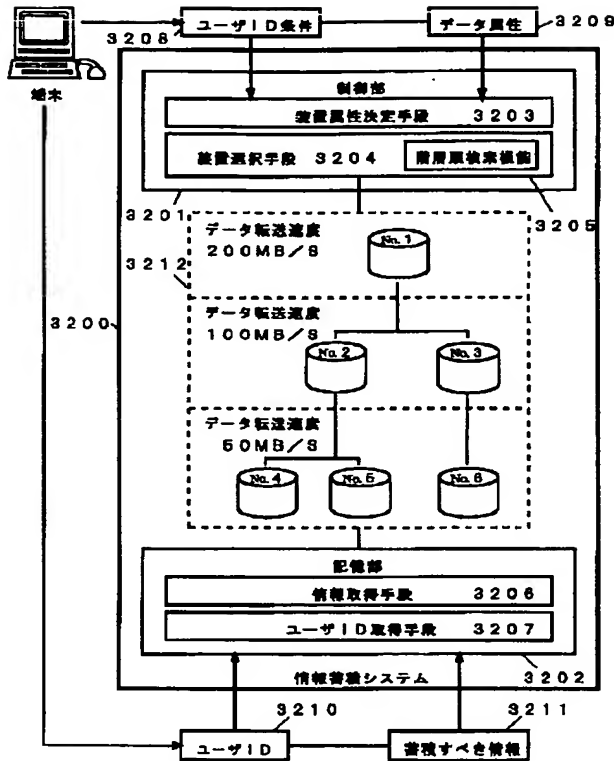 3208
ユーザID条件
データ属性
3209
端末
制御部
装置属性決定手段 3203
装置選択手段 3204
階層間検索機能
3201
3205
データ転送速度
200MB/S
3212
No.1
3200
データ転送速度
100MB/S
No.2
No.3
データ転送速度
50MB/S
No.4
No.5
No.6
記憶部
情報取得手段 3206
ユーザID取得手段 3207
情報蓄積システム
3202
3210
3211
ユーザID
蓄積すべき情報